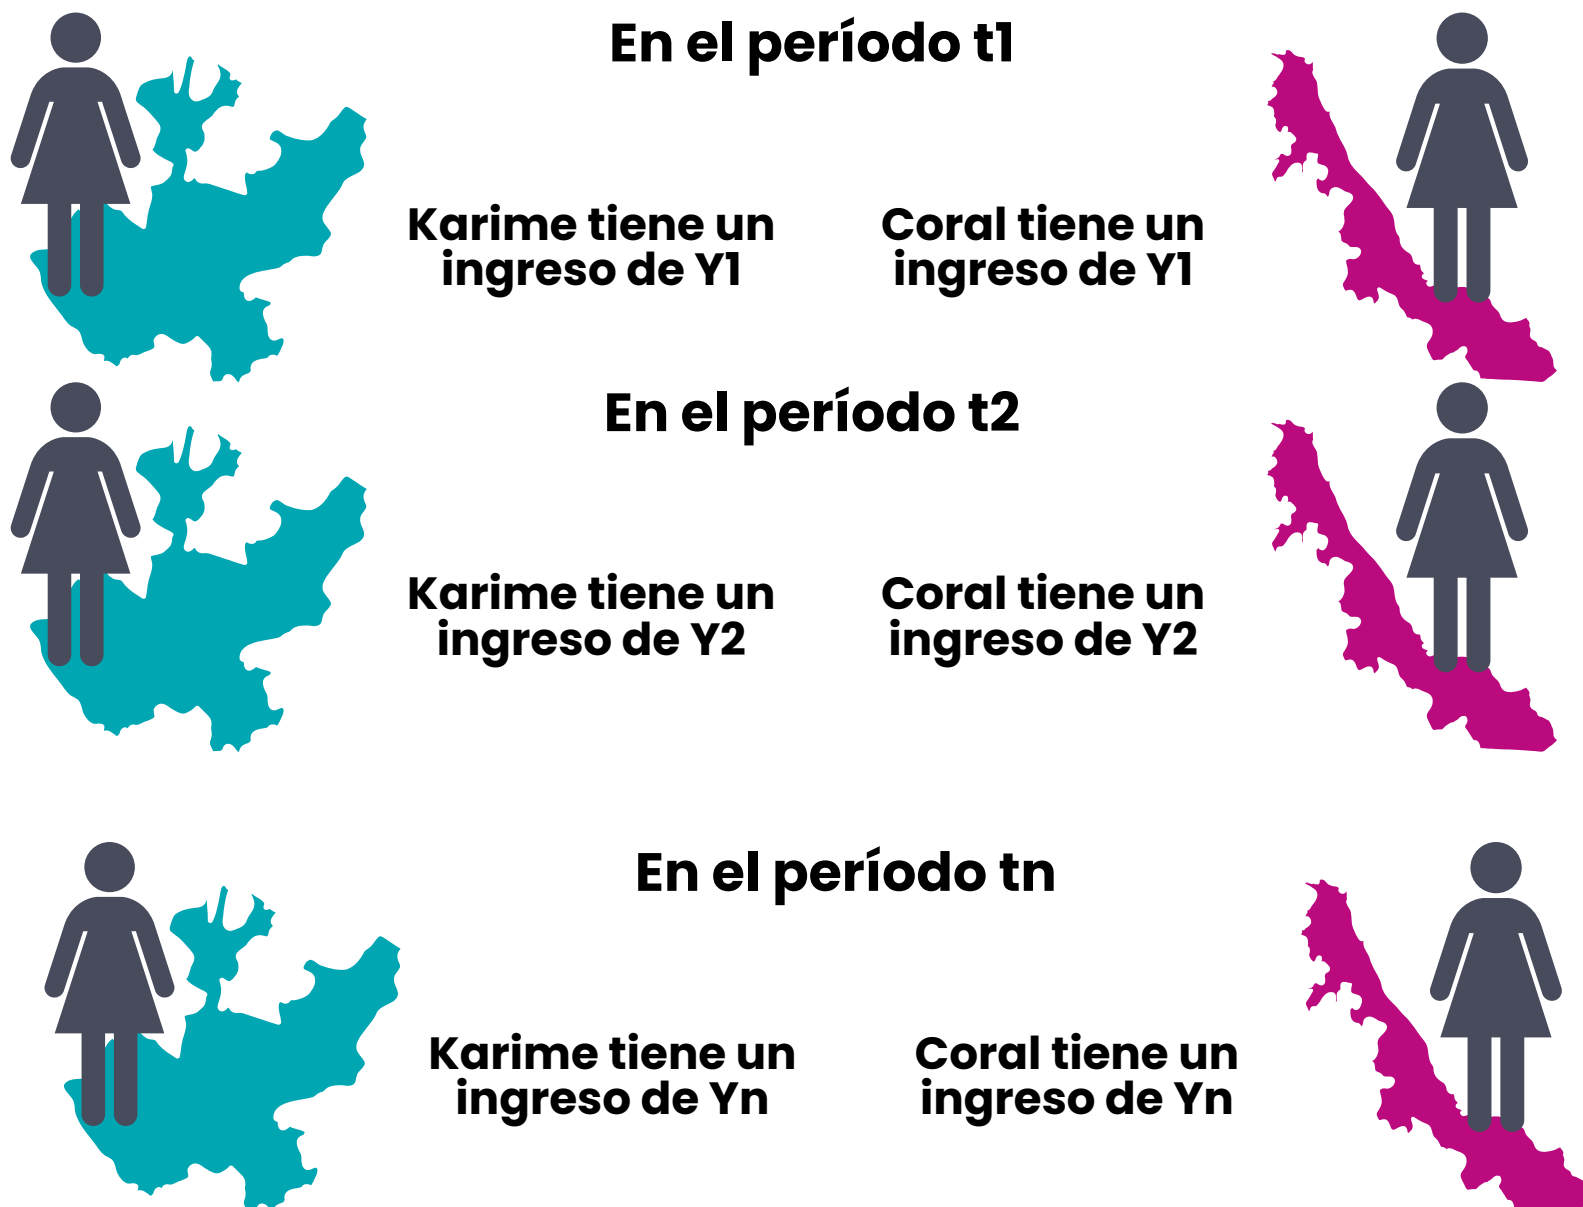 En el período t1
Karime tiene un
ingreso de Y1
Coral tiene un
ingreso de Y1
En el período t2
Karime tiene un
ingreso de Y2
Coral tiene un
ingreso de Y2
En el período tn
Karime tiene un
ingreso de Yn
Coral tiene un
ingreso de Yn